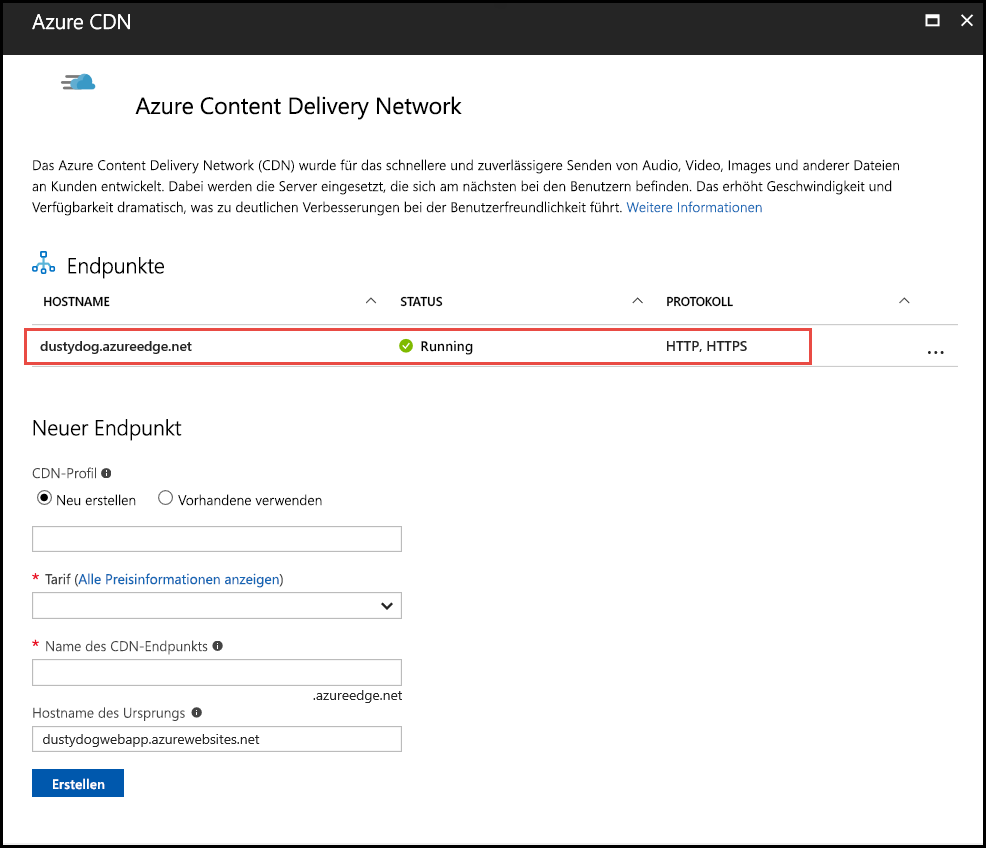 Azure CDN
Azure Content Delivery Network
Das Azure Content Delivery Network (CDN) wurde für das schnellere und zuverlässigere Senden von Audio, Video, Images und anderer Dateien
an Kunden entwickelt. Dabei werden die Server eingesetzt, die sich am nächsten bei den Benutzern befinden. Das erhöht Geschwindigkeit und
Verfügbarkeit dramatisch, was zu deutlichen Verbesserungen bei der Benutzerfreundlichkeit führt. Weitere Informationen
Endpunkte
HOSTNAME STATUS PROTOKOLL
dustydog.azureedge.net Running HTTP, HTTPS ...
Neuer Endpunkt
CDN-Profil
Neu erstellen Vorhandene verwenden
* Tarif (Alle Preisinformationen anzeigen)
* Name des CDN-Endpunkts
.azureedge.net
Hostname des Ursprungs
dustydogwebapp.azurewebsites.net
Erstellen